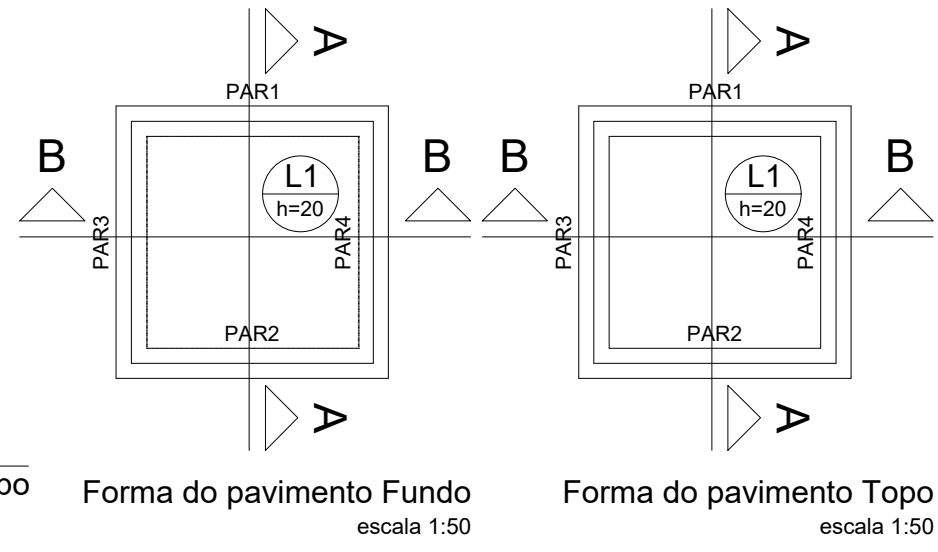 A
PAR1
B
L1
h=20
B
PAR3
PAR4
PAR2
A
Forma do pavimento Fundo
escala 1:50
A
PAR1
B
L1
h=20
B
PAR3
PAR4
PAR2
A
Forma do pavimento Topo
escala 1:50